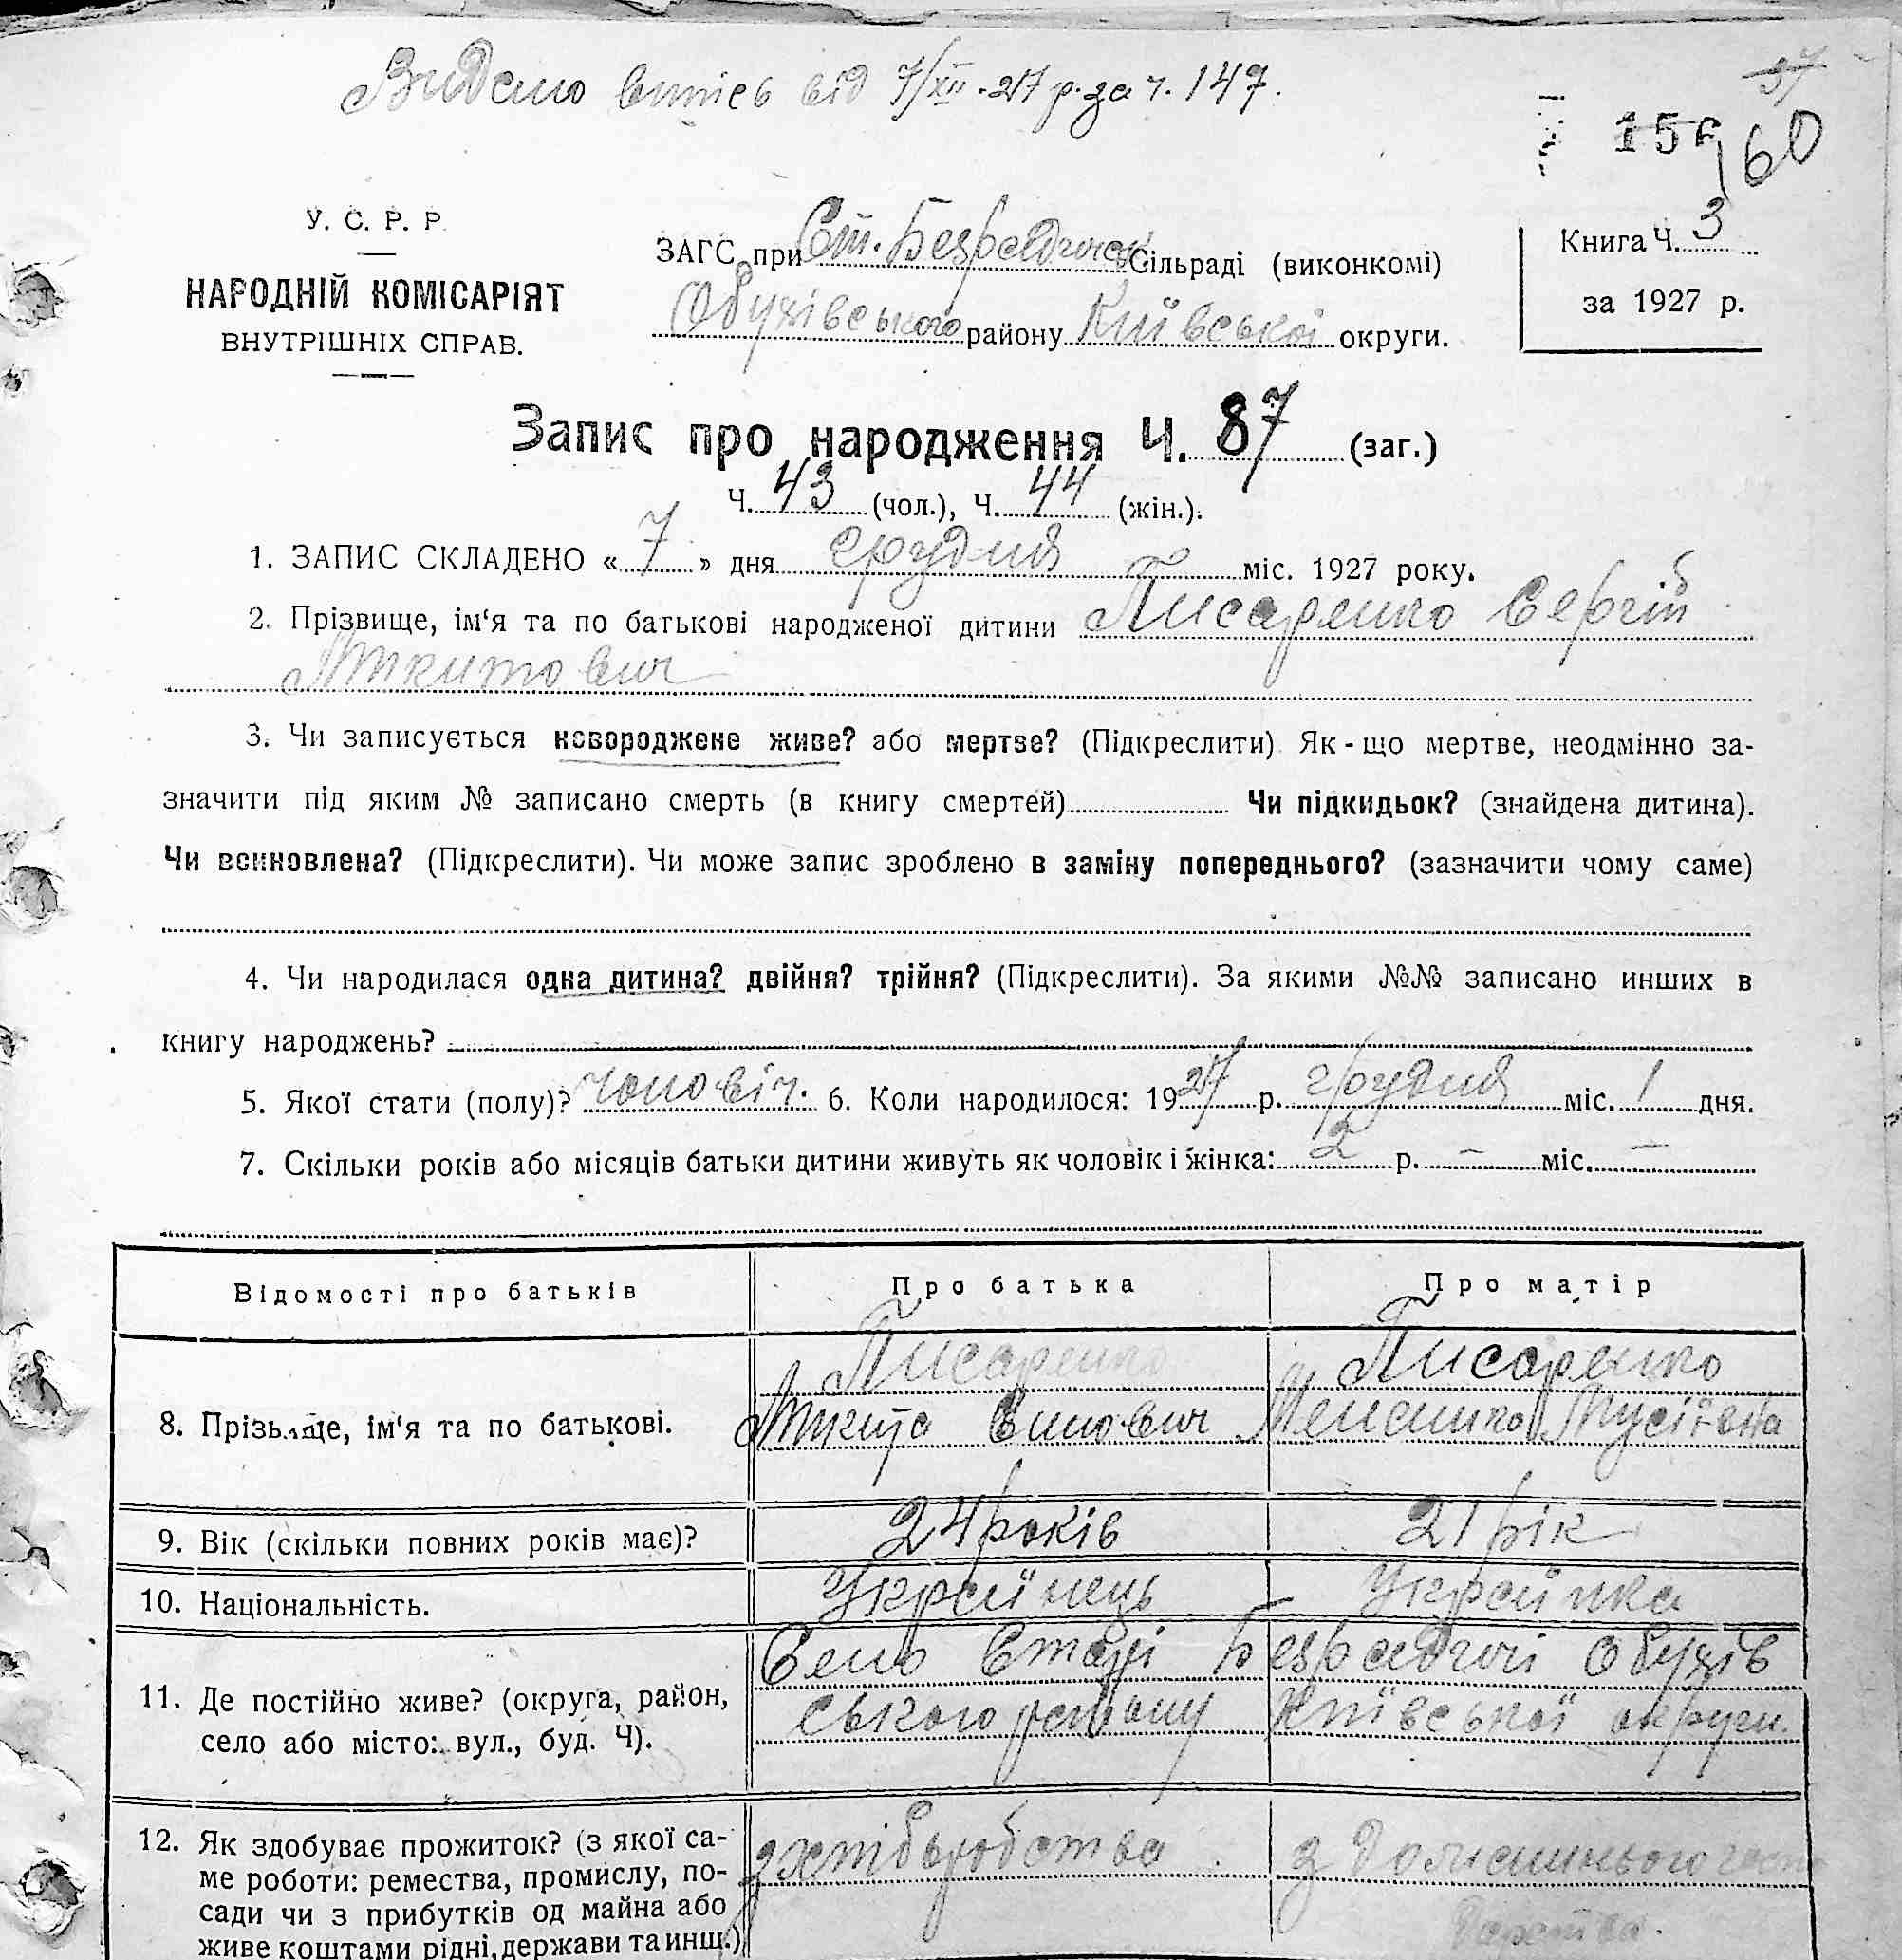 Видано витяг від 7/XII-27 р. за ч. 147.
37
156 160
У. С. Р. Р.
НАРОДНІЙ КОМІСАРІЯТ
ВНУТРІШНІХ СПРАВ.
ЗАГС при Ст. Безрадичськ. Сільраді (виконкомі)
Обухівського району Київської округи.
Книга Ч. 3
за 1927 р.
Запис про народження Ч. 87 (заг.)
Ч. 43 (чол.), Ч. 44 (жін.).
1. ЗАПИС СКЛАДЕНО « 7 » дня грудня міс. 1927 року.
2. Прізвище, ім‘я та по батькові народженої дитини Писаренко Сергій
Микитович
3. Чи записується новороджене живе? або мертве? (Підкреслити) Як-що мертве, неодмінно за-
значити під яким № записано смерть (в книгу смертей) Чи підкидьок? (знайдена дитина).
Чи всиновлена? (Підкреслити). Чи може запис зроблено в заміну попереднього? (зазначити чому саме)
4. Чи народилася одна дитина? двійня? трійня? (Підкреслити). За якими №№ записано инших в
книгу народжень?
5. Якої стати (полу)? чоловіч. 6. Коли народилося: 1927 р. грудня міс. 1 дня.
7. Скільки років або місяців батьки дитини живуть як чоловік і жінка: 2 р. — міс. —
Відомості про батьків Про батька Про матір
Писаренко Писаренко
8. Прізвище, ім‘я та по батькові. Микита Мусіївна
9. Вік (скільки повних років має)? 24 років 21 рік
10. Національність. Українець Українка
Село Старі Безрадичі Обухів
11. Де постійно живе? (округа, район, ського району Київської округи.
село або місто: вул., буд. Ч).
12. Як здобуває прожиток? (з якої са- з хліборобства з домашнього госпо
ме роботи: ремества, промислу, по-
сади чи з прибутків од майна або дарства.
живе коштами рідні, держави та инш.)